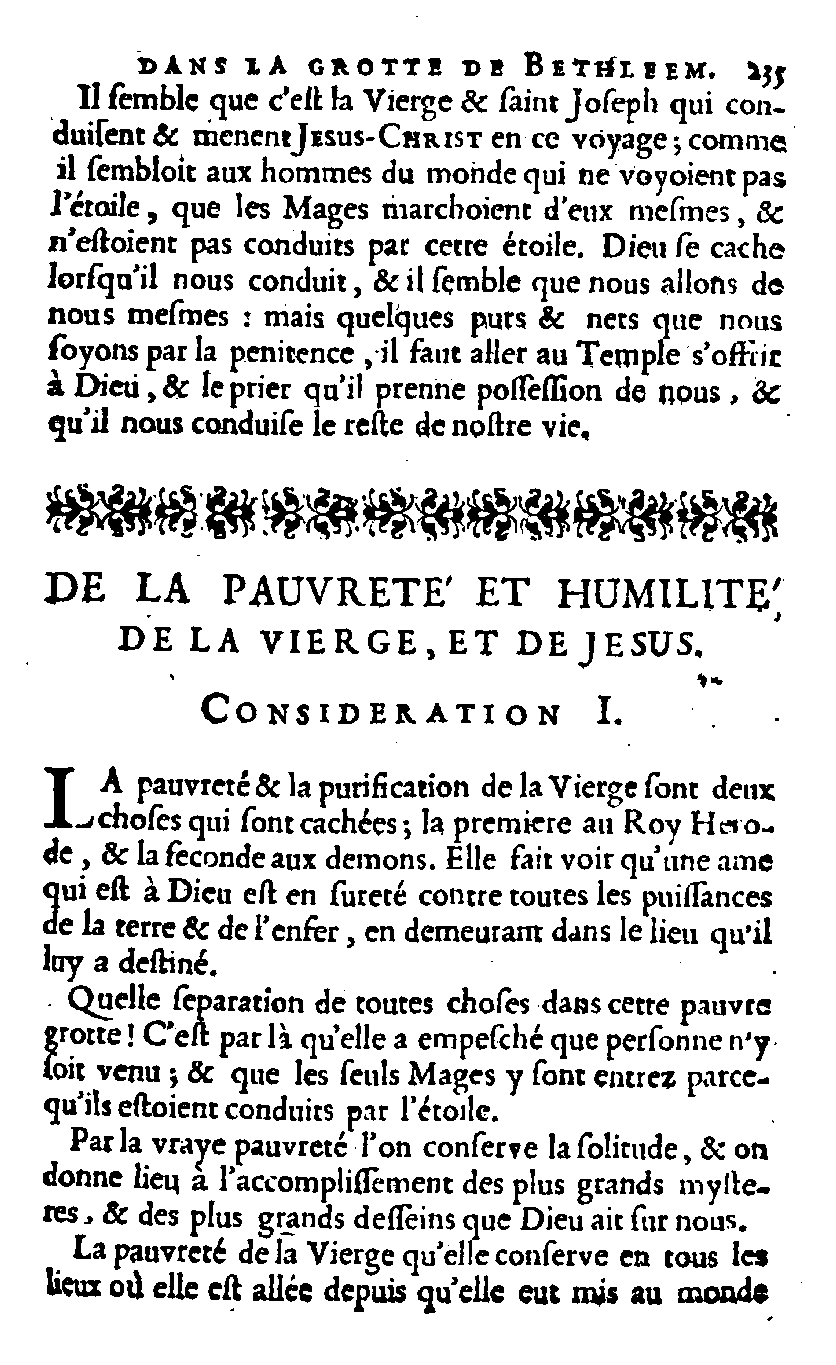 DANS LA GROTTE DE BETHLEEM. 235
Il ſemble que c'eſt la Vierge & ſaint Joſeph qui con-
duiſent & menent JESUS-CHRIST en ce voyage; comme
il ſembloit aux hommes du monde qui ne voyoient pas
l'étoile, que les Mages marchoient d'eux meſmes, &
n'eſtoient pas conduits par cette étoile. Dieu ſe cache
lorſqu'il nous conduit, & il ſemble que nous allons de
nous meſmes : mais quelques purs & nets que nous
ſoyons par la penitence, il faut aller au Temple s'offrir
à Dieu, & le prier qu'il prenne poſſeſſion de nous, &
qu'il nous conduiſe le reſte de noſtre vie.
DE LA PAUVRETE' ET HUMILITE',
DE LA VIERGE, ET DE JESUS.
CONSIDERATION I.
LA pauvreté & la purification de la Vierge ſont deux
choſes qui ſont cachées; la premiere au Roy Hero-
de, & la ſeconde aux demons. Elle fait voir qu'une ame
qui eſt à Dieu eſt en ſureté contre toutes les puiſſances
de la terre & de l'enfer, en demeurant dans le lieu qu'il
luy a deſtiné.
Quelle ſeparation de toutes choſes dans cette pauvre
grotte! C'eſt par là qu'elle a empeſché que perſonne n'y
ſoit venu; & que les ſeuls Mages y ſont entrez parce-
qu'ils eſtoient conduits par l'étoile.
Par la vraye pauvreté l'on conſerve la ſolitude, & on
donne lieu à l'accompliſſement des plus grands myſte-
res, & des plus grands deſſeins que Dieu ait ſur nous.
La pauvreté de la Vierge qu'elle conſerve en tous les
lieux où elle eſt allée depuis qu'elle eut mis au monde